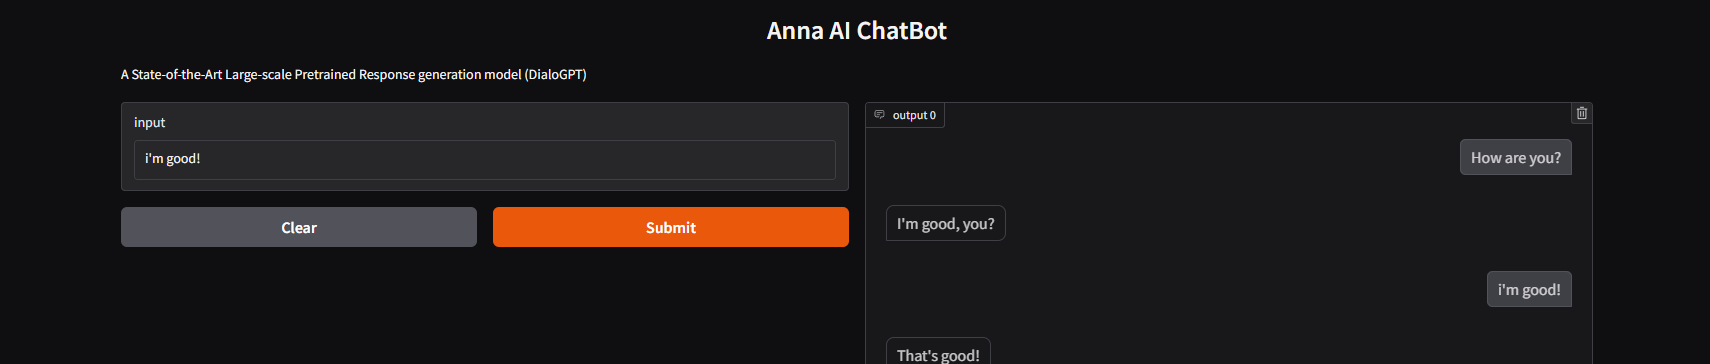 Anna AI ChatBot
A State-of-the-Art Large-scale Pretrained Response generation model (DialoGPT)
input
i'm good!
Clear
Submit
output 0
How are you?
I'm good, you?
i'm good!
That's good!